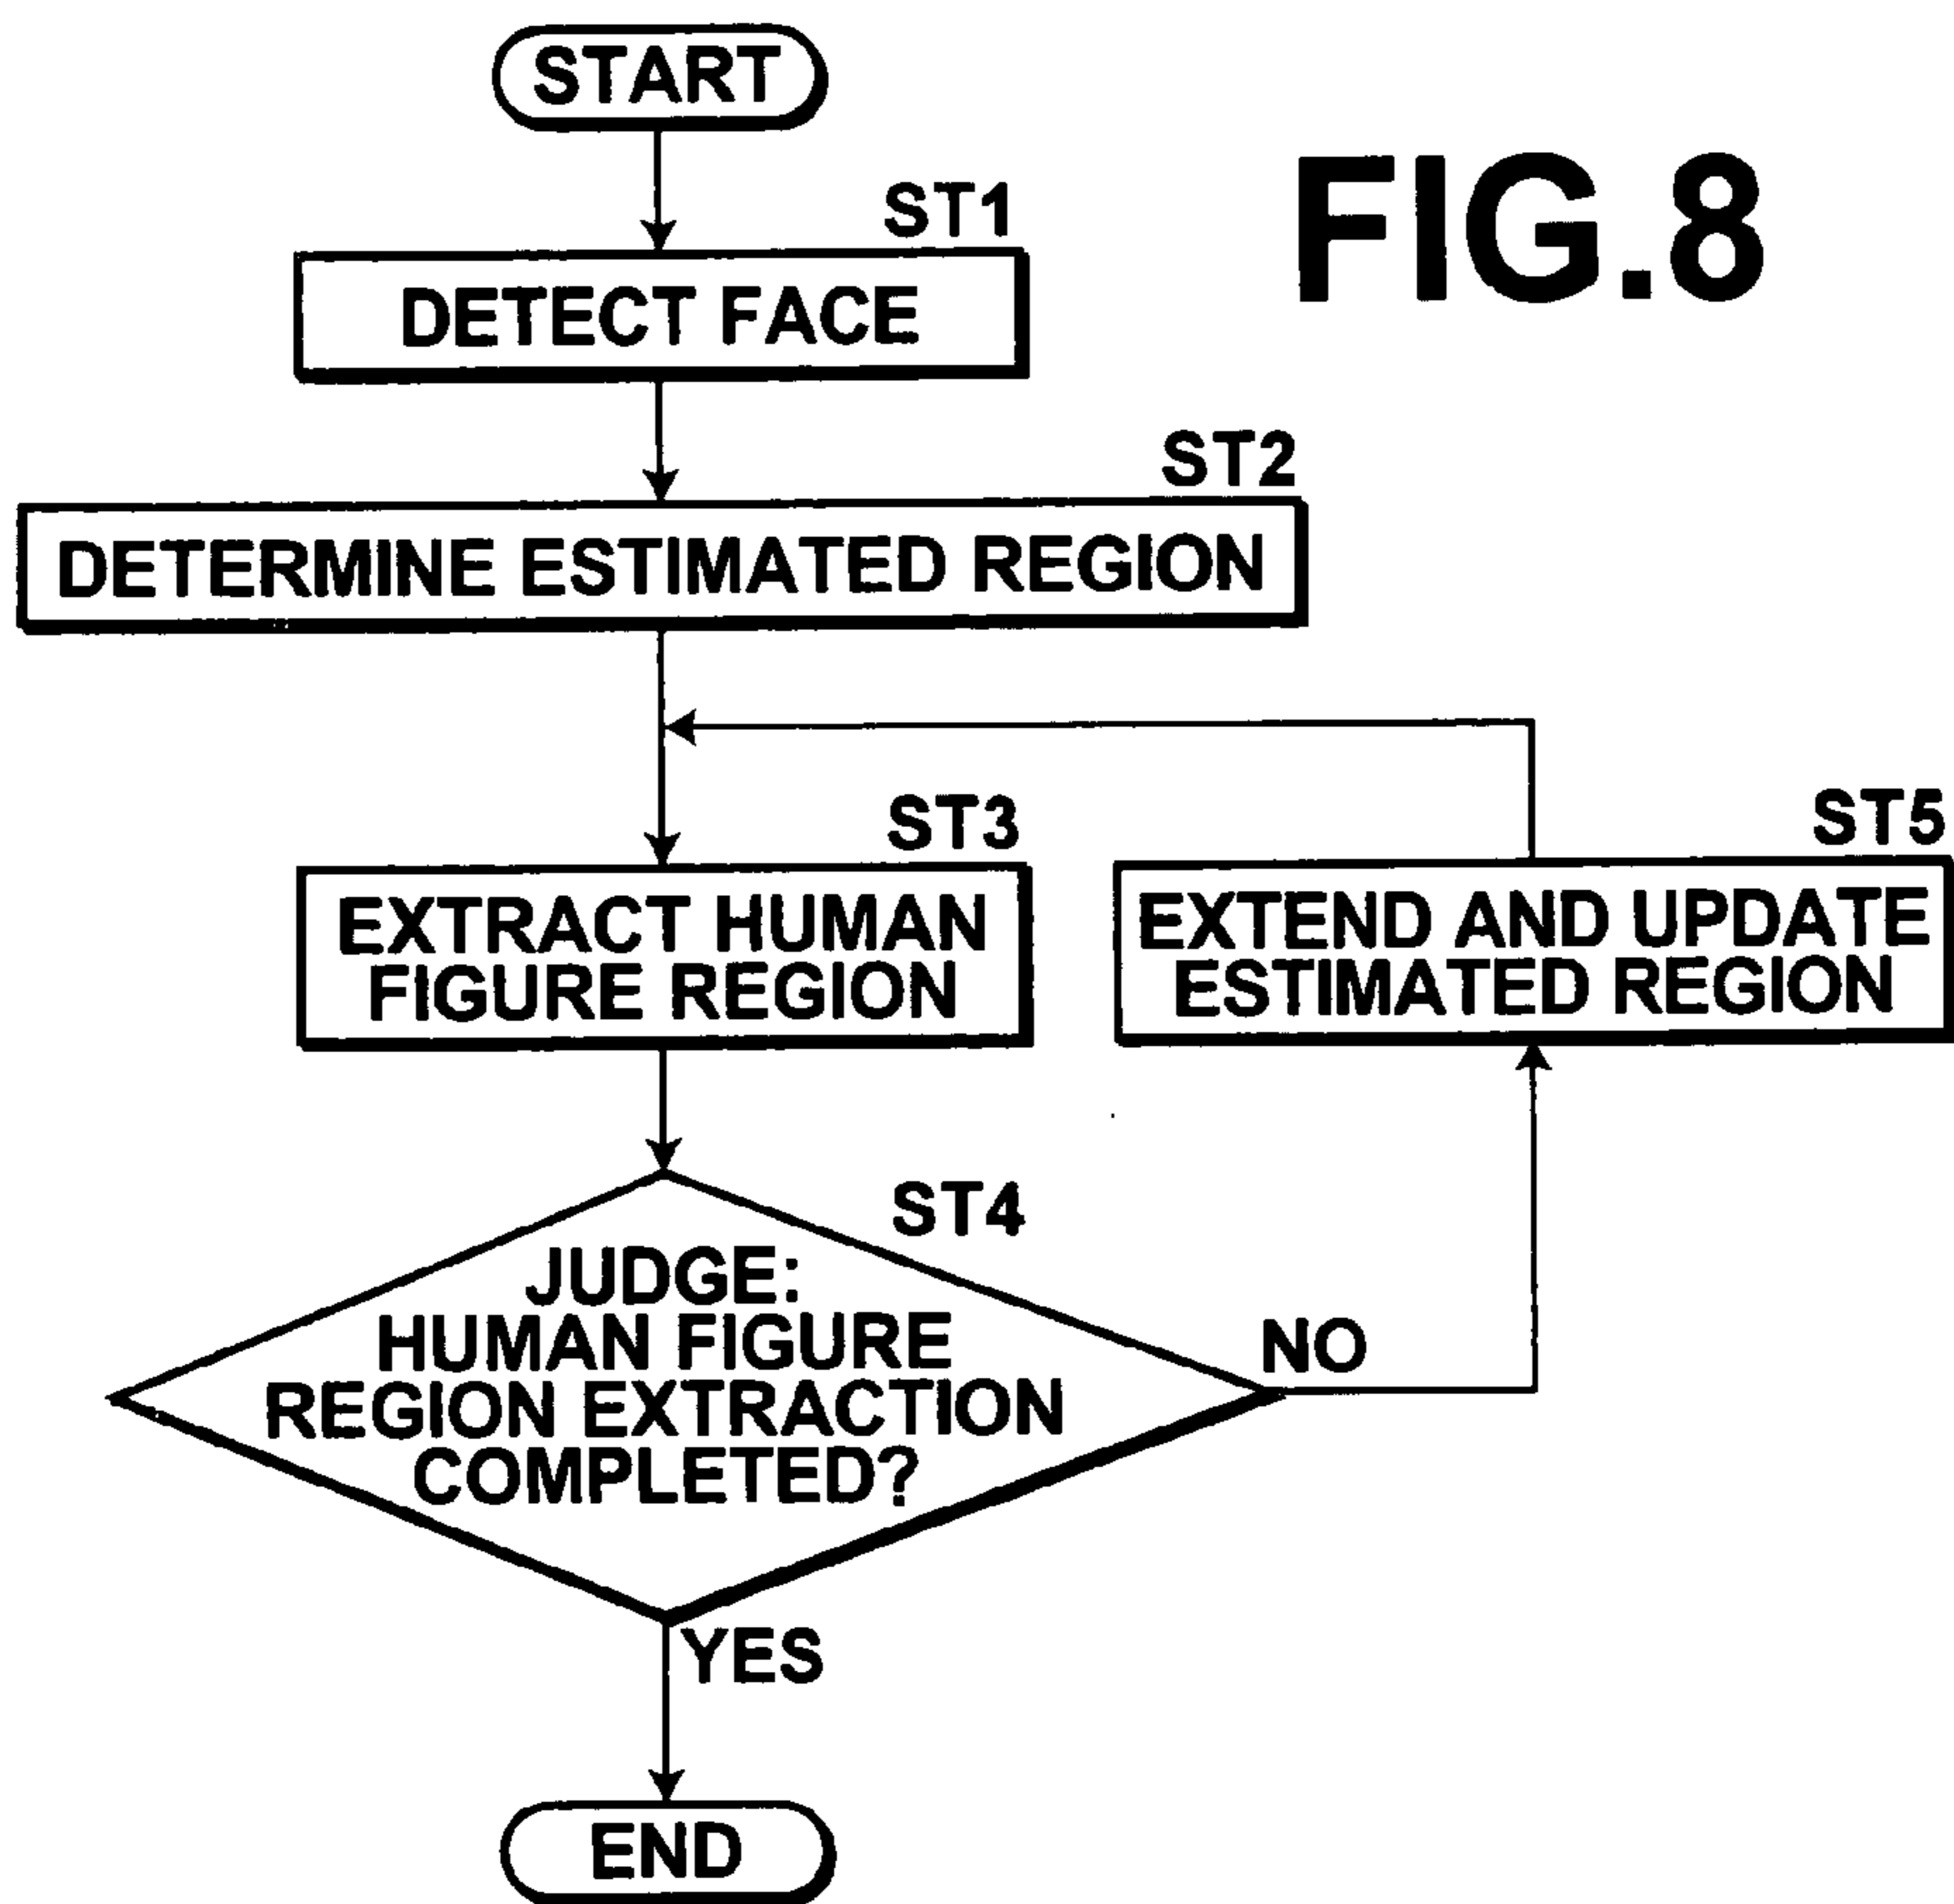 START
FIG.8
ST1
DETECT FACE
ST2
DETERMINE ESTIMATED REGION
ST3
EXTRACT HUMAN
FIGURE REGION
ST5
EXTEND AND UPDATE
ESTIMATED REGION
ST4
JUDGE:
HUMAN FIGURE
REGION EXTRACTION
COMPLETED?
NO
YES
END